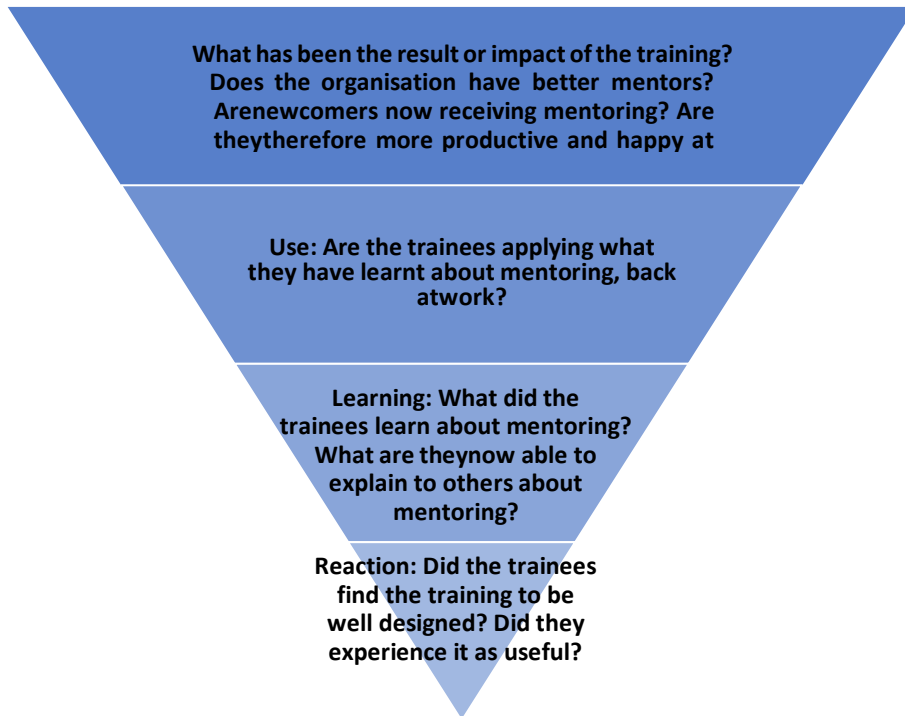 What has been the result or impact of the training?
Does the organisation have better mentors?
Arenewcomers now receiving mentoring? Are
theytherefore more productive and happy at
Use: Are the trainees applying what
they have learnt about mentoring, back
atwork?
Learning: What did the
trainees learn about mentoring?
What are theynow able to
explain to others about
mentoring?
Reaction: Did the trainees
find the training to be
well designed? Did they
experience it as useful?